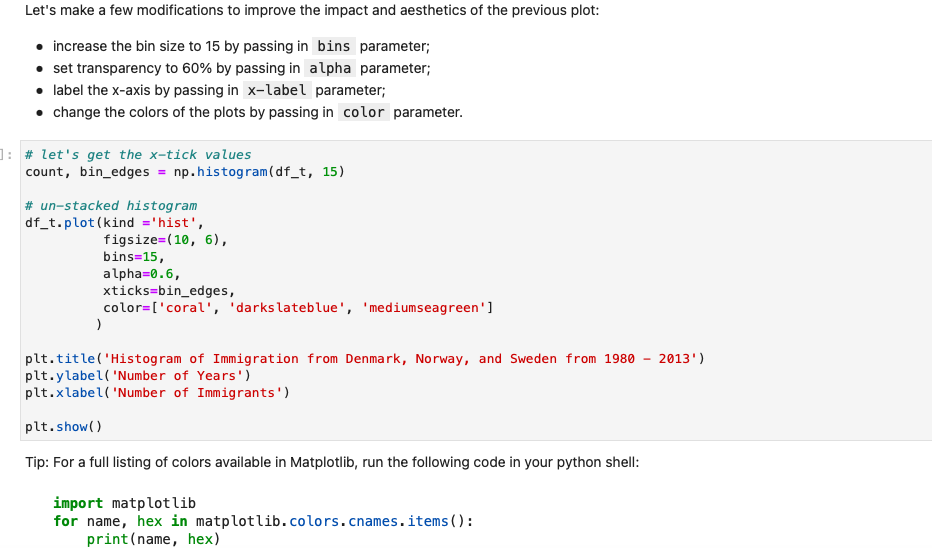 Let's make a few modifications to improve the impact and aesthetics of the previous plot:
• increase the bin size to 15 by passing in bins parameter;
• set transparency to 60% by passing in alpha parameter;
• label the x-axis by passing in x-label parameter;
• change the colors of the plots by passing in color parameter.
]: # let's get the x-tick values
count, bin_edges = np.histogram(df_t, 15)
# un-stacked histogram
df_t.plot(kind ='hist',
figsize=(10, 6),
bins=15,
alpha=0.6,
xticks=bin_edges,
color=['coral', 'darkslateblue', 'mediumseagreen']
)
plt.title('Histogram of Immigration from Denmark, Norway, and Sweden from 1980 - 2013')
plt.ylabel('Number of Years')
plt.xlabel('Number of Immigrants')
plt.show()
Tip: For a full listing of colors available in Matplotlib, run the following code in your python shell:
import matplotlib
for name, hex in matplotlib.colors.cnames.items():
print(name, hex)